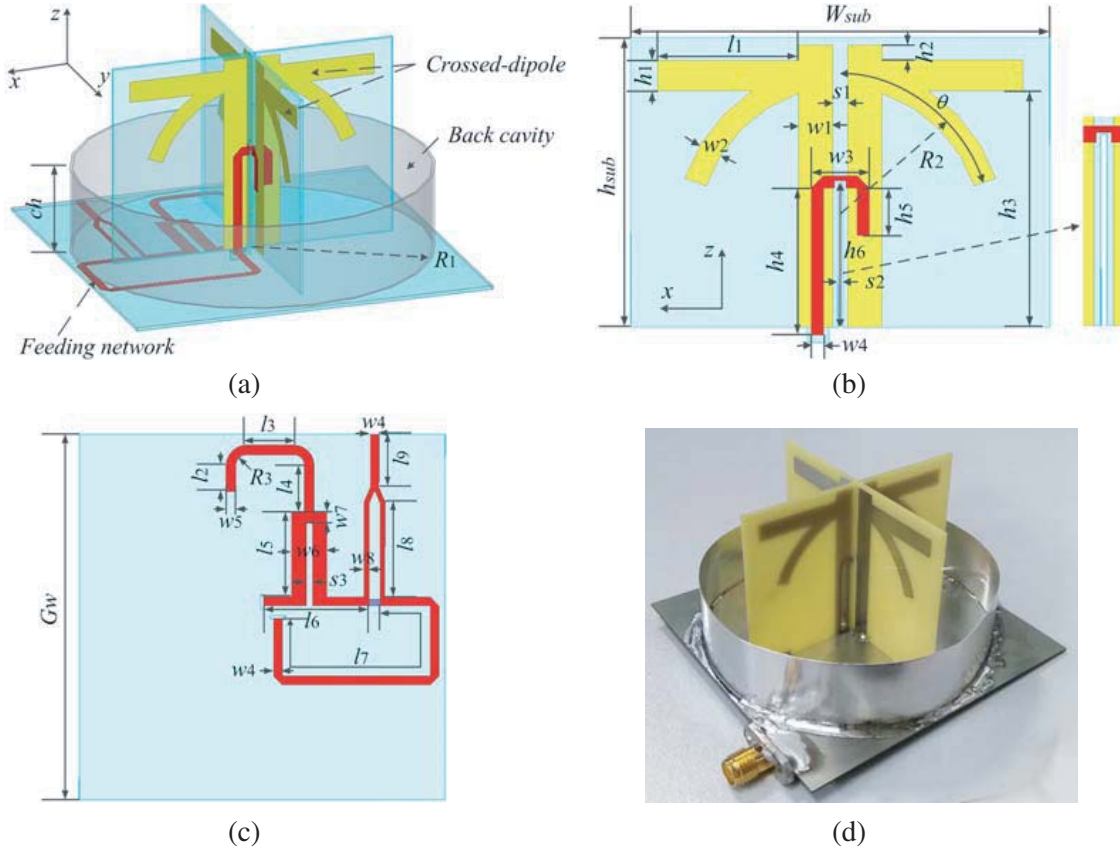 z
x
y
Crossed-dipole
Back cavity
ch
R1
Feeding network
(a)
Wsub
l1
h2
h1
s1
θ
w1
w2
w3
R2
hsub
h5
h3
h4
h6
z
s2
x
w4
(b)
l3
w4
l2
R3
l4
l9
w5
w7
l5
w6
w8
l8
s3
Gw
l6
l7
w4
(c)
(d)